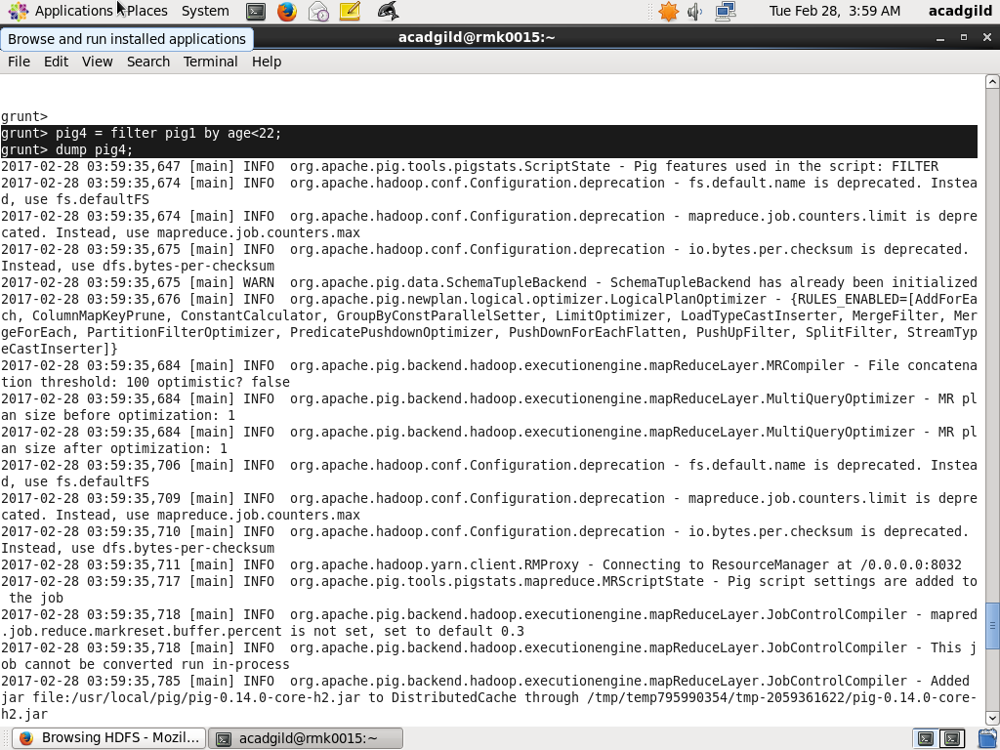 Applications Places System Tue Feb 28, 3:59 AM acadgild
Browse and run installed applications
acadgild@rmk0015:~
File Edit View Search Terminal Help
grunt>
grunt> pig4 = filter pig1 by age<22;
grunt> dump pig4;
2017-02-28 03:59:35,647 [main] INFO  org.apache.pig.tools.pigstats.ScriptState - Pig features used in the script: FILTER
2017-02-28 03:59:35,674 [main] INFO  org.apache.hadoop.conf.Configuration.deprecation - fs.default.name is deprecated. Instea
d, use fs.defaultFS
2017-02-28 03:59:35,674 [main] INFO  org.apache.hadoop.conf.Configuration.deprecation - mapreduce.job.counters.limit is depre
cated. Instead, use mapreduce.job.counters.max
2017-02-28 03:59:35,675 [main] INFO  org.apache.hadoop.conf.Configuration.deprecation - io.bytes.per.checksum is deprecated.
Instead, use dfs.bytes-per-checksum
2017-02-28 03:59:35,675 [main] WARN  org.apache.pig.data.SchemaTupleBackend - SchemaTupleBackend has already been initialized
2017-02-28 03:59:35,676 [main] INFO  org.apache.pig.newplan.logical.optimizer.LogicalPlanOptimizer - {RULES_ENABLED=[AddForEa
ch, ColumnMapKeyPrune, ConstantCalculator, GroupByConstParallelSetter, LimitOptimizer, LoadTypeCastInserter, MergeFilter, Mer
geForEach, PartitionFilterOptimizer, PredicatePushdownOptimizer, PushDownForEachFlatten, PushUpFilter, SplitFilter, StreamTyp
eCastInserter]}
2017-02-28 03:59:35,684 [main] INFO  org.apache.pig.backend.hadoop.executionengine.mapReduceLayer.MRCompiler - File concatena
tion threshold: 100 optimistic? false
2017-02-28 03:59:35,684 [main] INFO  org.apache.pig.backend.hadoop.executionengine.mapReduceLayer.MultiQueryOptimizer - MR pl
an size before optimization: 1
2017-02-28 03:59:35,684 [main] INFO  org.apache.pig.backend.hadoop.executionengine.mapReduceLayer.MultiQueryOptimizer - MR pl
an size after optimization: 1
2017-02-28 03:59:35,706 [main] INFO  org.apache.hadoop.conf.Configuration.deprecation - fs.default.name is deprecated. Instea
d, use fs.defaultFS
2017-02-28 03:59:35,709 [main] INFO  org.apache.hadoop.conf.Configuration.deprecation - mapreduce.job.counters.limit is depre
cated. Instead, use mapreduce.job.counters.max
2017-02-28 03:59:35,710 [main] INFO  org.apache.hadoop.conf.Configuration.deprecation - io.bytes.per.checksum is deprecated.
Instead, use dfs.bytes-per-checksum
2017-02-28 03:59:35,711 [main] INFO  org.apache.hadoop.yarn.client.RMProxy - Connecting to ResourceManager at /0.0.0.0:8032
2017-02-28 03:59:35,717 [main] INFO  org.apache.pig.tools.pigstats.mapreduce.MRScriptState - Pig script settings are added to
 the job
2017-02-28 03:59:35,718 [main] INFO  org.apache.pig.backend.hadoop.executionengine.mapReduceLayer.JobControlCompiler - mapred
.job.reduce.markreset.buffer.percent is not set, set to default 0.3
2017-02-28 03:59:35,718 [main] INFO  org.apache.pig.backend.hadoop.executionengine.mapReduceLayer.JobControlCompiler - This j
ob cannot be converted run in-process
2017-02-28 03:59:35,785 [main] INFO  org.apache.pig.backend.hadoop.executionengine.mapReduceLayer.JobControlCompiler - Added
jar file:/usr/local/pig/pig-0.14.0-core-h2.jar to DistributedCache through /tmp/temp795990354/tmp-2059361622/pig-0.14.0-core-
h2.jar
Browsing HDFS - Mozil... acadgild@rmk0015:~